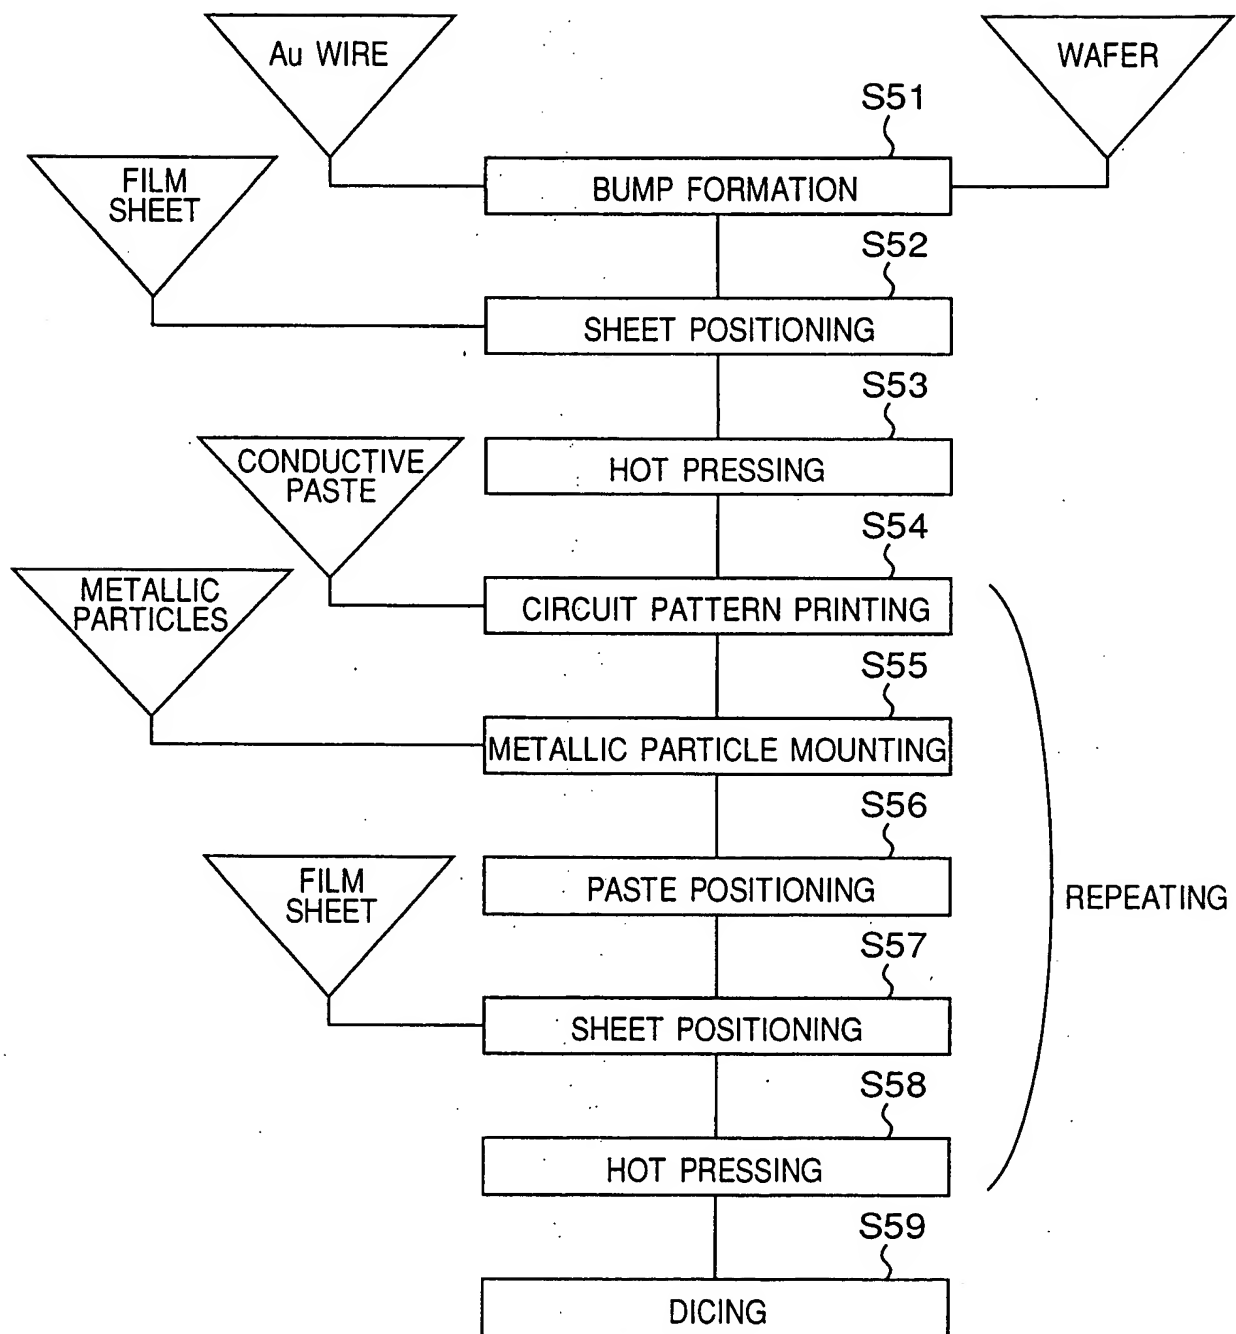 Au WIRE
WAFER
S51
BUMP FORMATION
FILM
SHEET
S52
SHEET POSITIONING
S53
HOT PRESSING
CONDUCTIVE
PASTE
S54
CIRCUIT PATTERN PRINTING
METALLIC
PARTICLES
S55
METALLIC PARTICLE MOUNTING
S56
PASTE POSITIONING
REPEATING
FILM
SHEET
S57
SHEET POSITIONING
S58
HOT PRESSING
S59
DICING